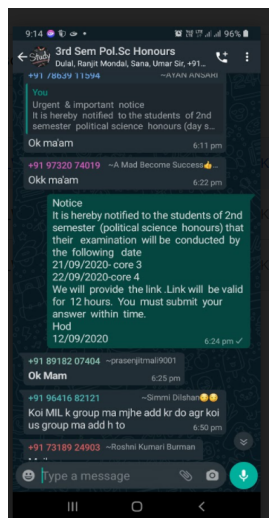 9:14
96%
Study
3rd Sem Pol.Sc Honours
Dulal, Ranjit Mondal, Sana, Umar Sir, +91...
+91 78639 11594 ~AYAN ANSARI
You
Urgent & important notice
It is hereby notified to the students of 2nd
semester political science honours (day s...
Ok ma'am 6:11 pm
+91 97320 74019 ~A Mad Become Success👍..
Okk ma'am 6:22 pm
Notice
It is hereby notified to the students of 2nd
semester (political science honours) that
their examination will be conducted by
the following date
21/09/2020- core 3
22/09/2020-core 4
We will provide the link .Link will be valid
for 12 hours. You must submit your
answer within time.
Hod
12/09/2020 6:24 pm
+91 89182 07404 ~prasenjitmali9001
Ok Mam 6:25 pm
+91 96416 82121 ~Simmi Dilshan
Koi MIL k group ma mjhe add kr do agr koi
us group ma add h to 6:50 pm
+91 73189 24903 ~Roshni Kumari Burman
Type a message